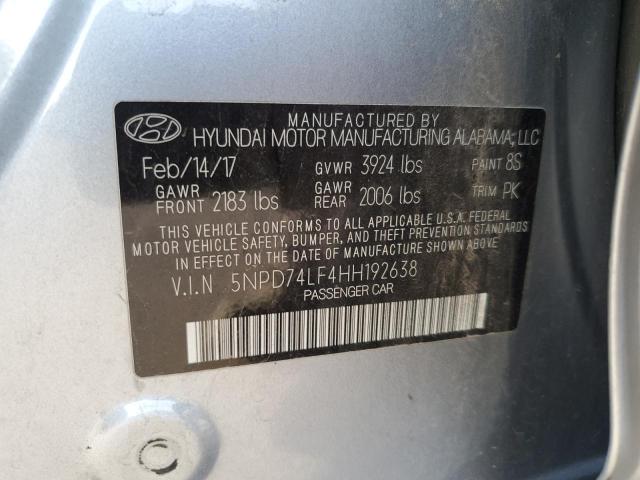 MANUFACTURED BY
HYUNDAI MOTOR MANUFACTURING ALABAMA, LLC
Feb/14/17 GVWR 3924 lbs PAINT 8S
GAWR FRONT 2183 lbs GAWR REAR 2006 lbs TRIM PK
THIS VEHICLE CONFORMS TO ALL APPLICABLE U.S.A. FEDERAL
MOTOR VEHICLE SAFETY, BUMPER, AND THEFT PREVENTION STANDARDS
IN EFFECT ON THE DATE OF MANUFACTURE SHOWN ABOVE.
V.I.N 5NPD74LF4HH192638
PASSENGER CAR